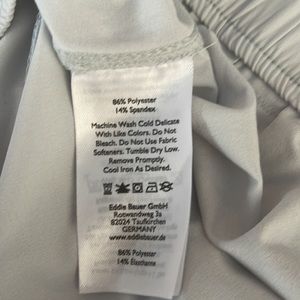 86% Polyester
14% Spandex
Machine Wash Cold Delicate
With Like Colors. Do Not
Bleach. Do Not Use Fabric
Softeners. Tumble Dry Low.
Remove Promptly.
Cool Iron As Desired.
Eddie Bauer GmbH
Rotwandweg 3a
82024 Taufkirchen
GERMANY
www.eddiebauer.de
86% Polyester
14% Elasthane